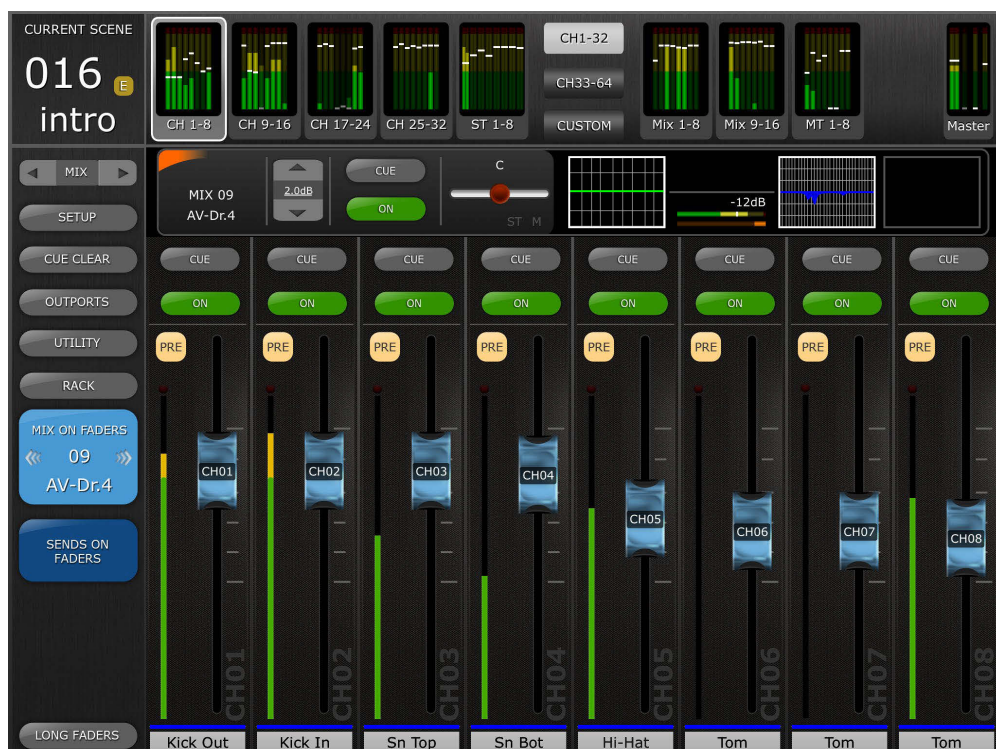 CURRENT SCENE
016 E
intro
CH 1-8 CH 9-16 CH 17-24 CH 25-32 ST 1-8
CH1-32
CH33-64
CUSTOM
Mix 1-8 Mix 9-16 MT 1-8 Master
MIX
SETUP
CUE CLEAR
OUTPORTS
UTILITY
RACK
MIX ON FADERS
09
AV-Dr.4
SENDS ON
FADERS
LONG FADERS
MIX 09
AV-Dr.4
2.0dB
CUE
ON
C
ST M
-12dB
CUE CUE CUE CUE CUE CUE CUE CUE
ON ON ON ON ON ON ON ON
PRE PRE PRE PRE PRE PRE PRE PRE
CH01 CH02 CH03 CH04 CH05 CH06 CH07 CH08
CH01 CH02 CH03 CH04 CH05 CH06 CH07 CH08
Kick Out Kick In Sn Top Sn Bot Hi-Hat Tom Tom Tom